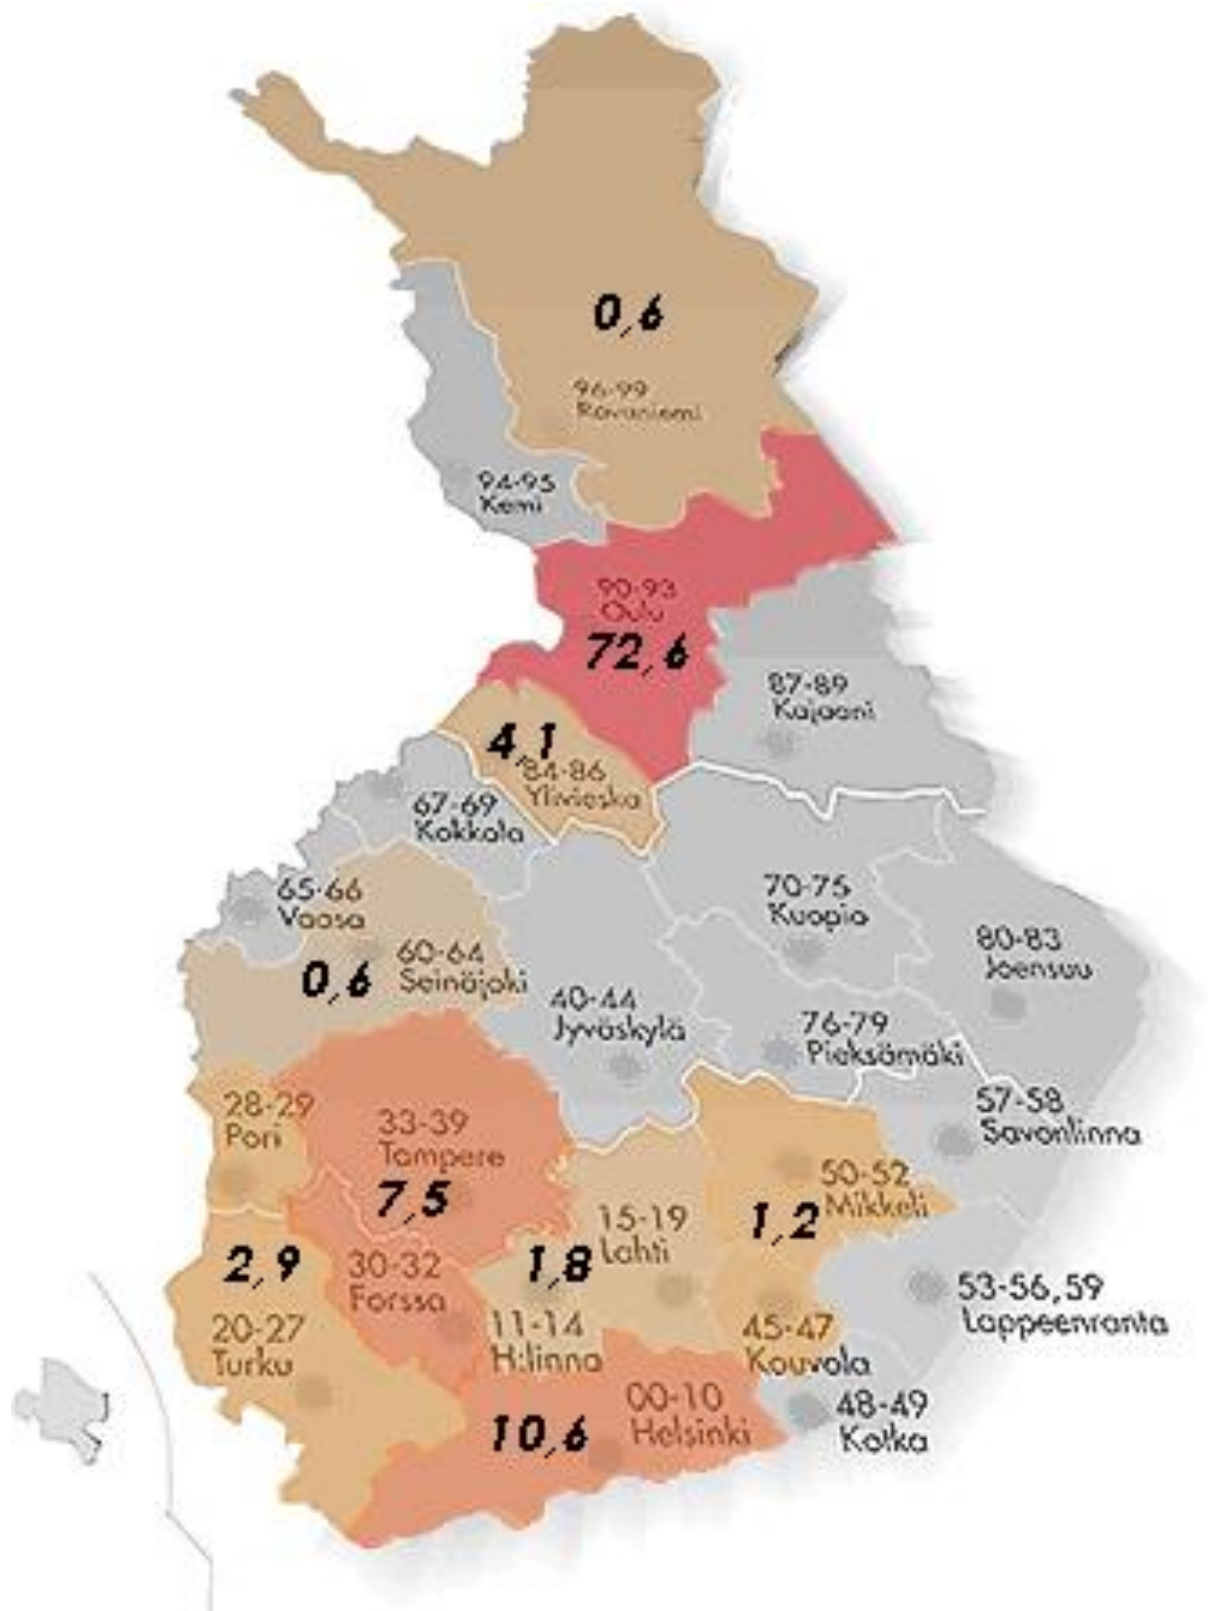 0,6
96-99
Rovaniemi
94-95
Kemi
90-93
Oulu
72,6
87-89
Kajaani
4,1
84-86
Ylivieska
67-69
Kokkola
65-66
Vaasa
70-75
Kuopio
60-64
Seinäjoki
0,6
80-83
Joensuu
40-44
Jyväskylä
76-79
Pieksämäki
28-29
Pori
33-39
Tampere
7,5
57-58
Savonlinna
50-52
Mikkeli
1,2
15-19
Lahti
2,9
1,8
30-32
Forssa
53-56,59
Lappeenranta
20-27
Turku
11-14
H:linna
45-47
Kouvola
00-10
Helsinki
10,6
48-49
Kotka